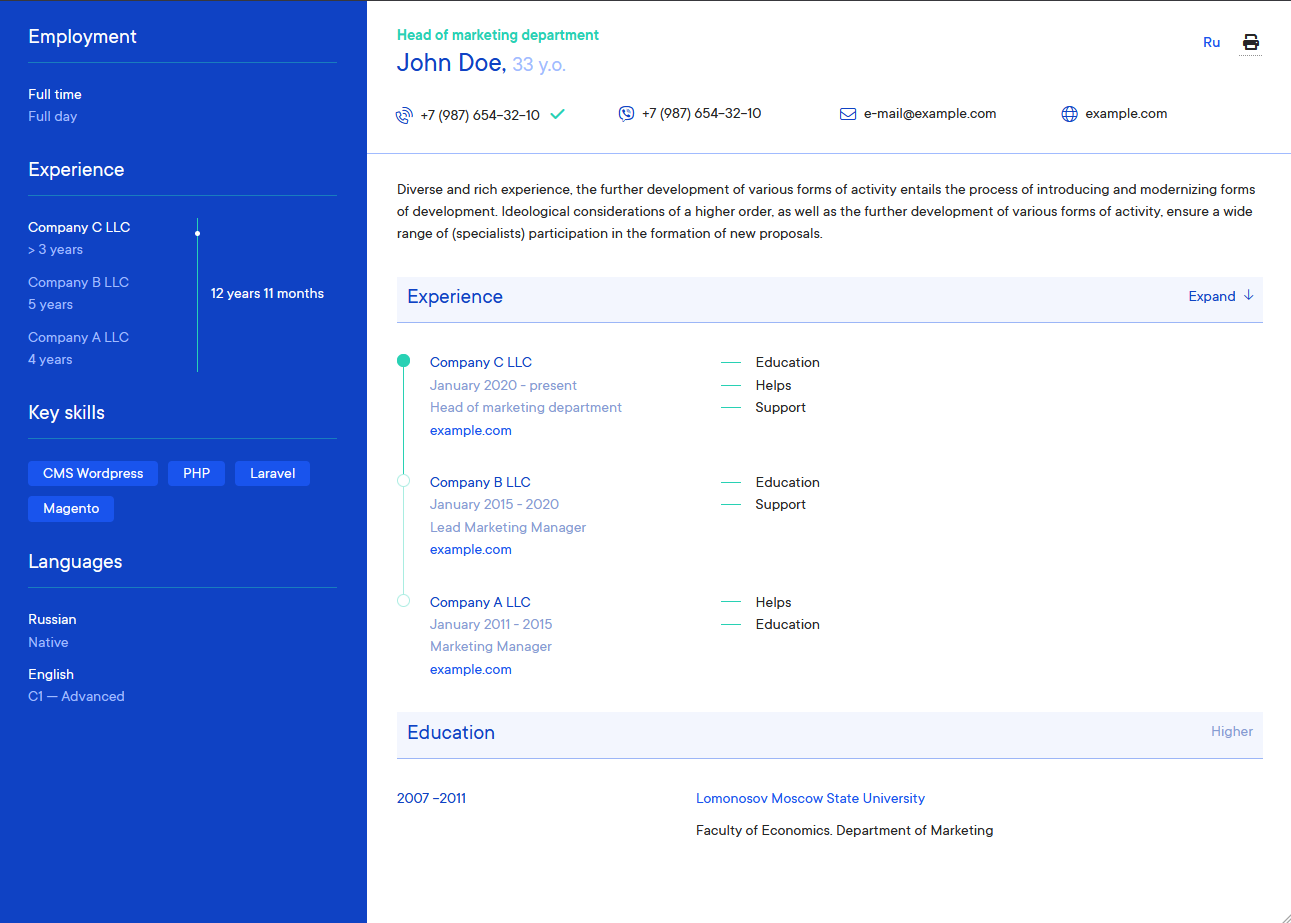 Employment
Full time
Full day
Experience
Company C LLC
> 3 years
Company B LLC
5 years
Company A LLC
4 years
12 years 11 months
Key skills
CMS Wordpress PHP Laravel
Magento
Languages
Russian
Native
English
C1 — Advanced
Head of marketing department
John Doe, 33 y.o.
Ru
+7 (987) 654-32-10 +7 (987) 654-32-10 e-mail@example.com example.com
Diverse and rich experience, the further development of various forms of activity entails the process of introducing and modernizing forms
of development. Ideological considerations of a higher order, as well as the further development of various forms of activity, ensure a wide
range of (specialists) participation in the formation of new proposals.
Experience Expand ↓
Company C LLC
January 2020 - present
Head of marketing department
example.com
Education
Helps
Support
Company B LLC
January 2015 - 2020
Lead Marketing Manager
example.com
Education
Support
Company A LLC
January 2011 - 2015
Marketing Manager
example.com
Helps
Education
Education Higher
2007 -2011 Lomonosov Moscow State University
Faculty of Economics. Department of Marketing